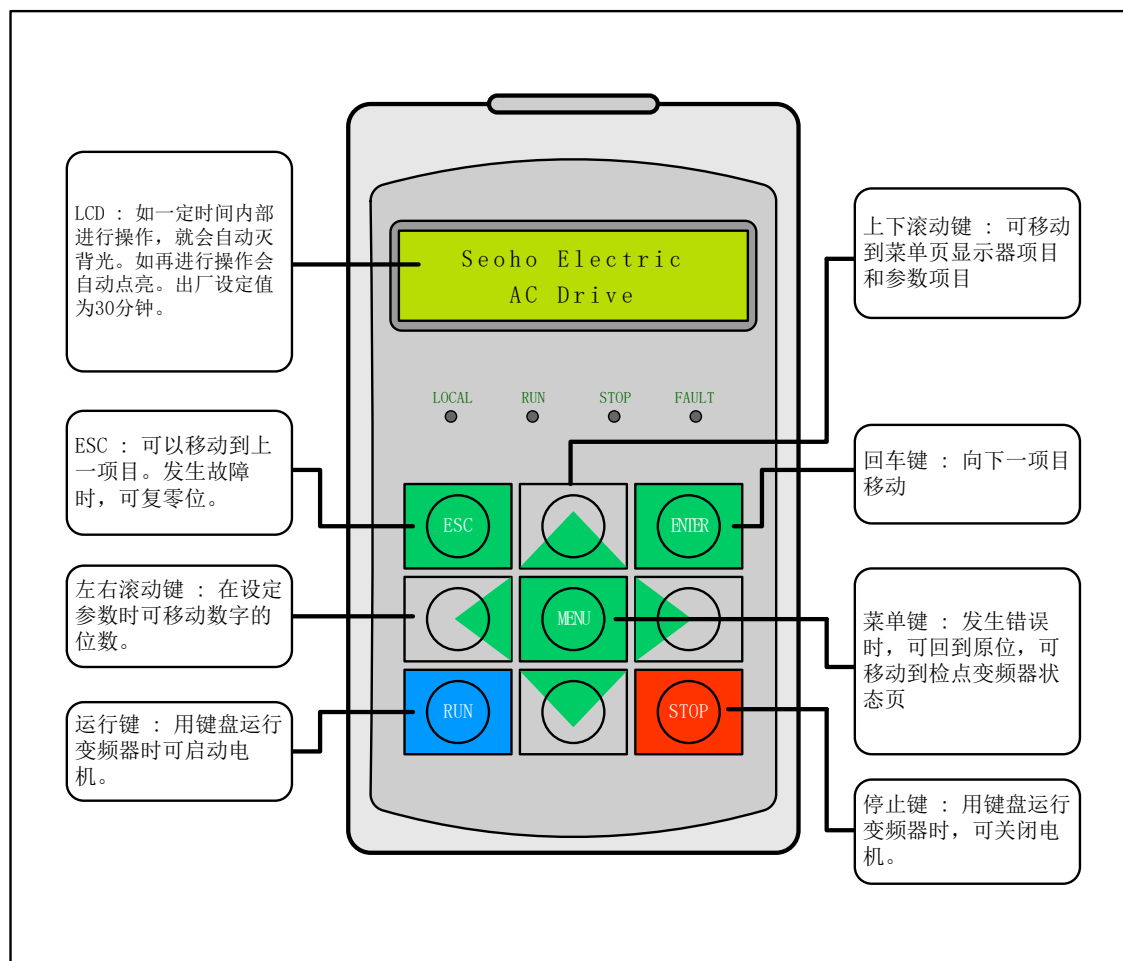 LCD : 如一定时间内部
进行操作，就会自动灭
背光。如再进行操作会
自动点亮。出厂设定值
为30分钟。
ESC : 可以移动到上
一项目。发生故障
时，可复零位。
左右滚动键 : 在设定
参数时可移动数字的
位数。
运行键 : 用键盘运行
变频器时可启动电
机。
Seoho Electric
AC Drive
LOCAL RUN STOP FAULT
ESC ENTER
MENU
RUN STOP
上下滚动键 : 可移动
到菜单页显示器项目
和参数项目
回车键 : 向下一项目
移动
菜单键 : 发生错误
时，可回到原位，可
移动到检点变频器状
态页
停止键 : 用键盘运行
变频器时，可关闭电
机。